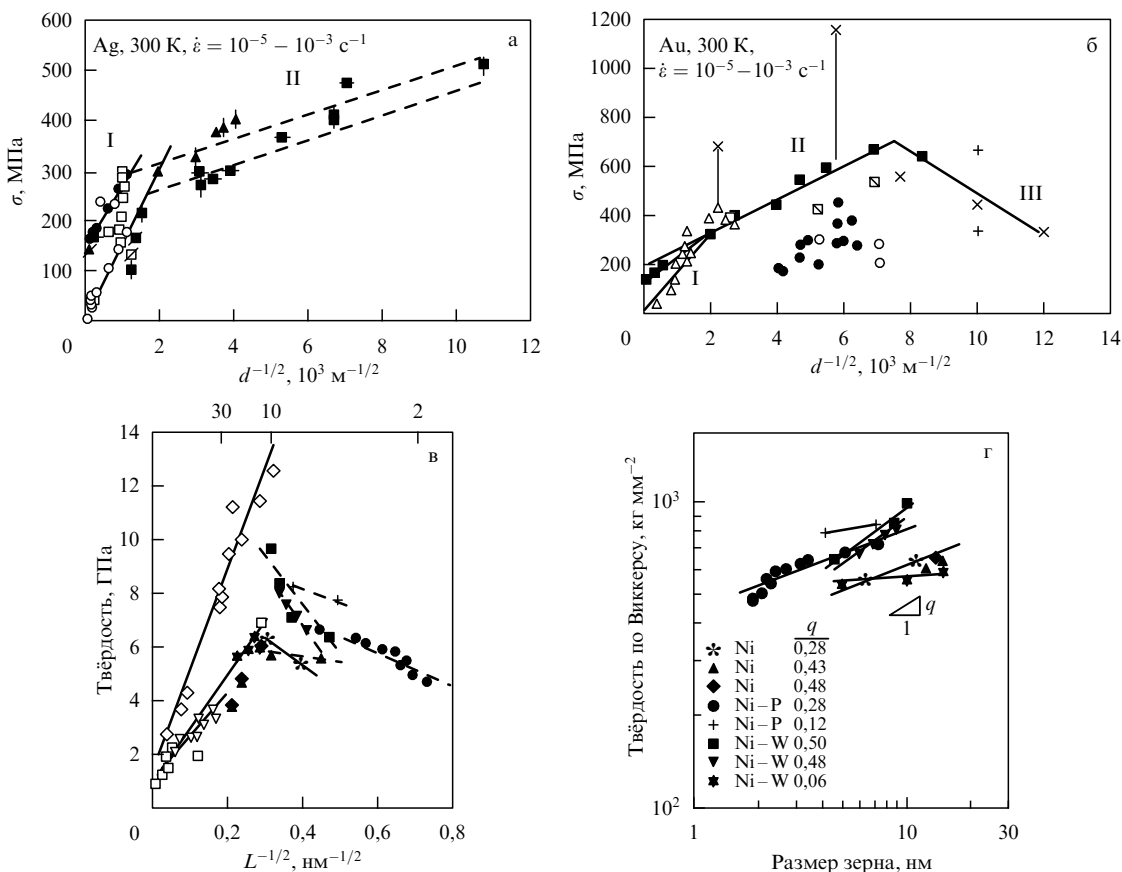 600
500
400
300
200
100
0
σ, МПа
Ag, 300 K, ε̇ = 10⁻⁵ – 10⁻³ с⁻¹
а
I
II
2
4
6
8
10
12
d⁻¹/², 10³ м⁻¹/²
1200
1000
800
600
400
200
0
σ, МПа
Au, 300 K,
ε̇ = 10⁻⁵ – 10⁻³ с⁻¹
б
I
II
III
2
4
6
8
10
12
d⁻¹/², 10³ м⁻¹/²
30
10
2
14
12
10
8
6
4
2
0
Твёрдость, ГПа
в
0,2
0,4
0,6
0,8
L⁻¹/², нм⁻¹/²
10³
10²
Твёрдость по Виккерсу, кг мм⁻²
г
q
1
q
Ni 0,28
Ni 0,43
Ni 0,48
Ni–P 0,28
Ni–P 0,12
Ni–W 0,50
Ni–W 0,48
Ni–W 0,06
1
10
30
Размер зерна, нм